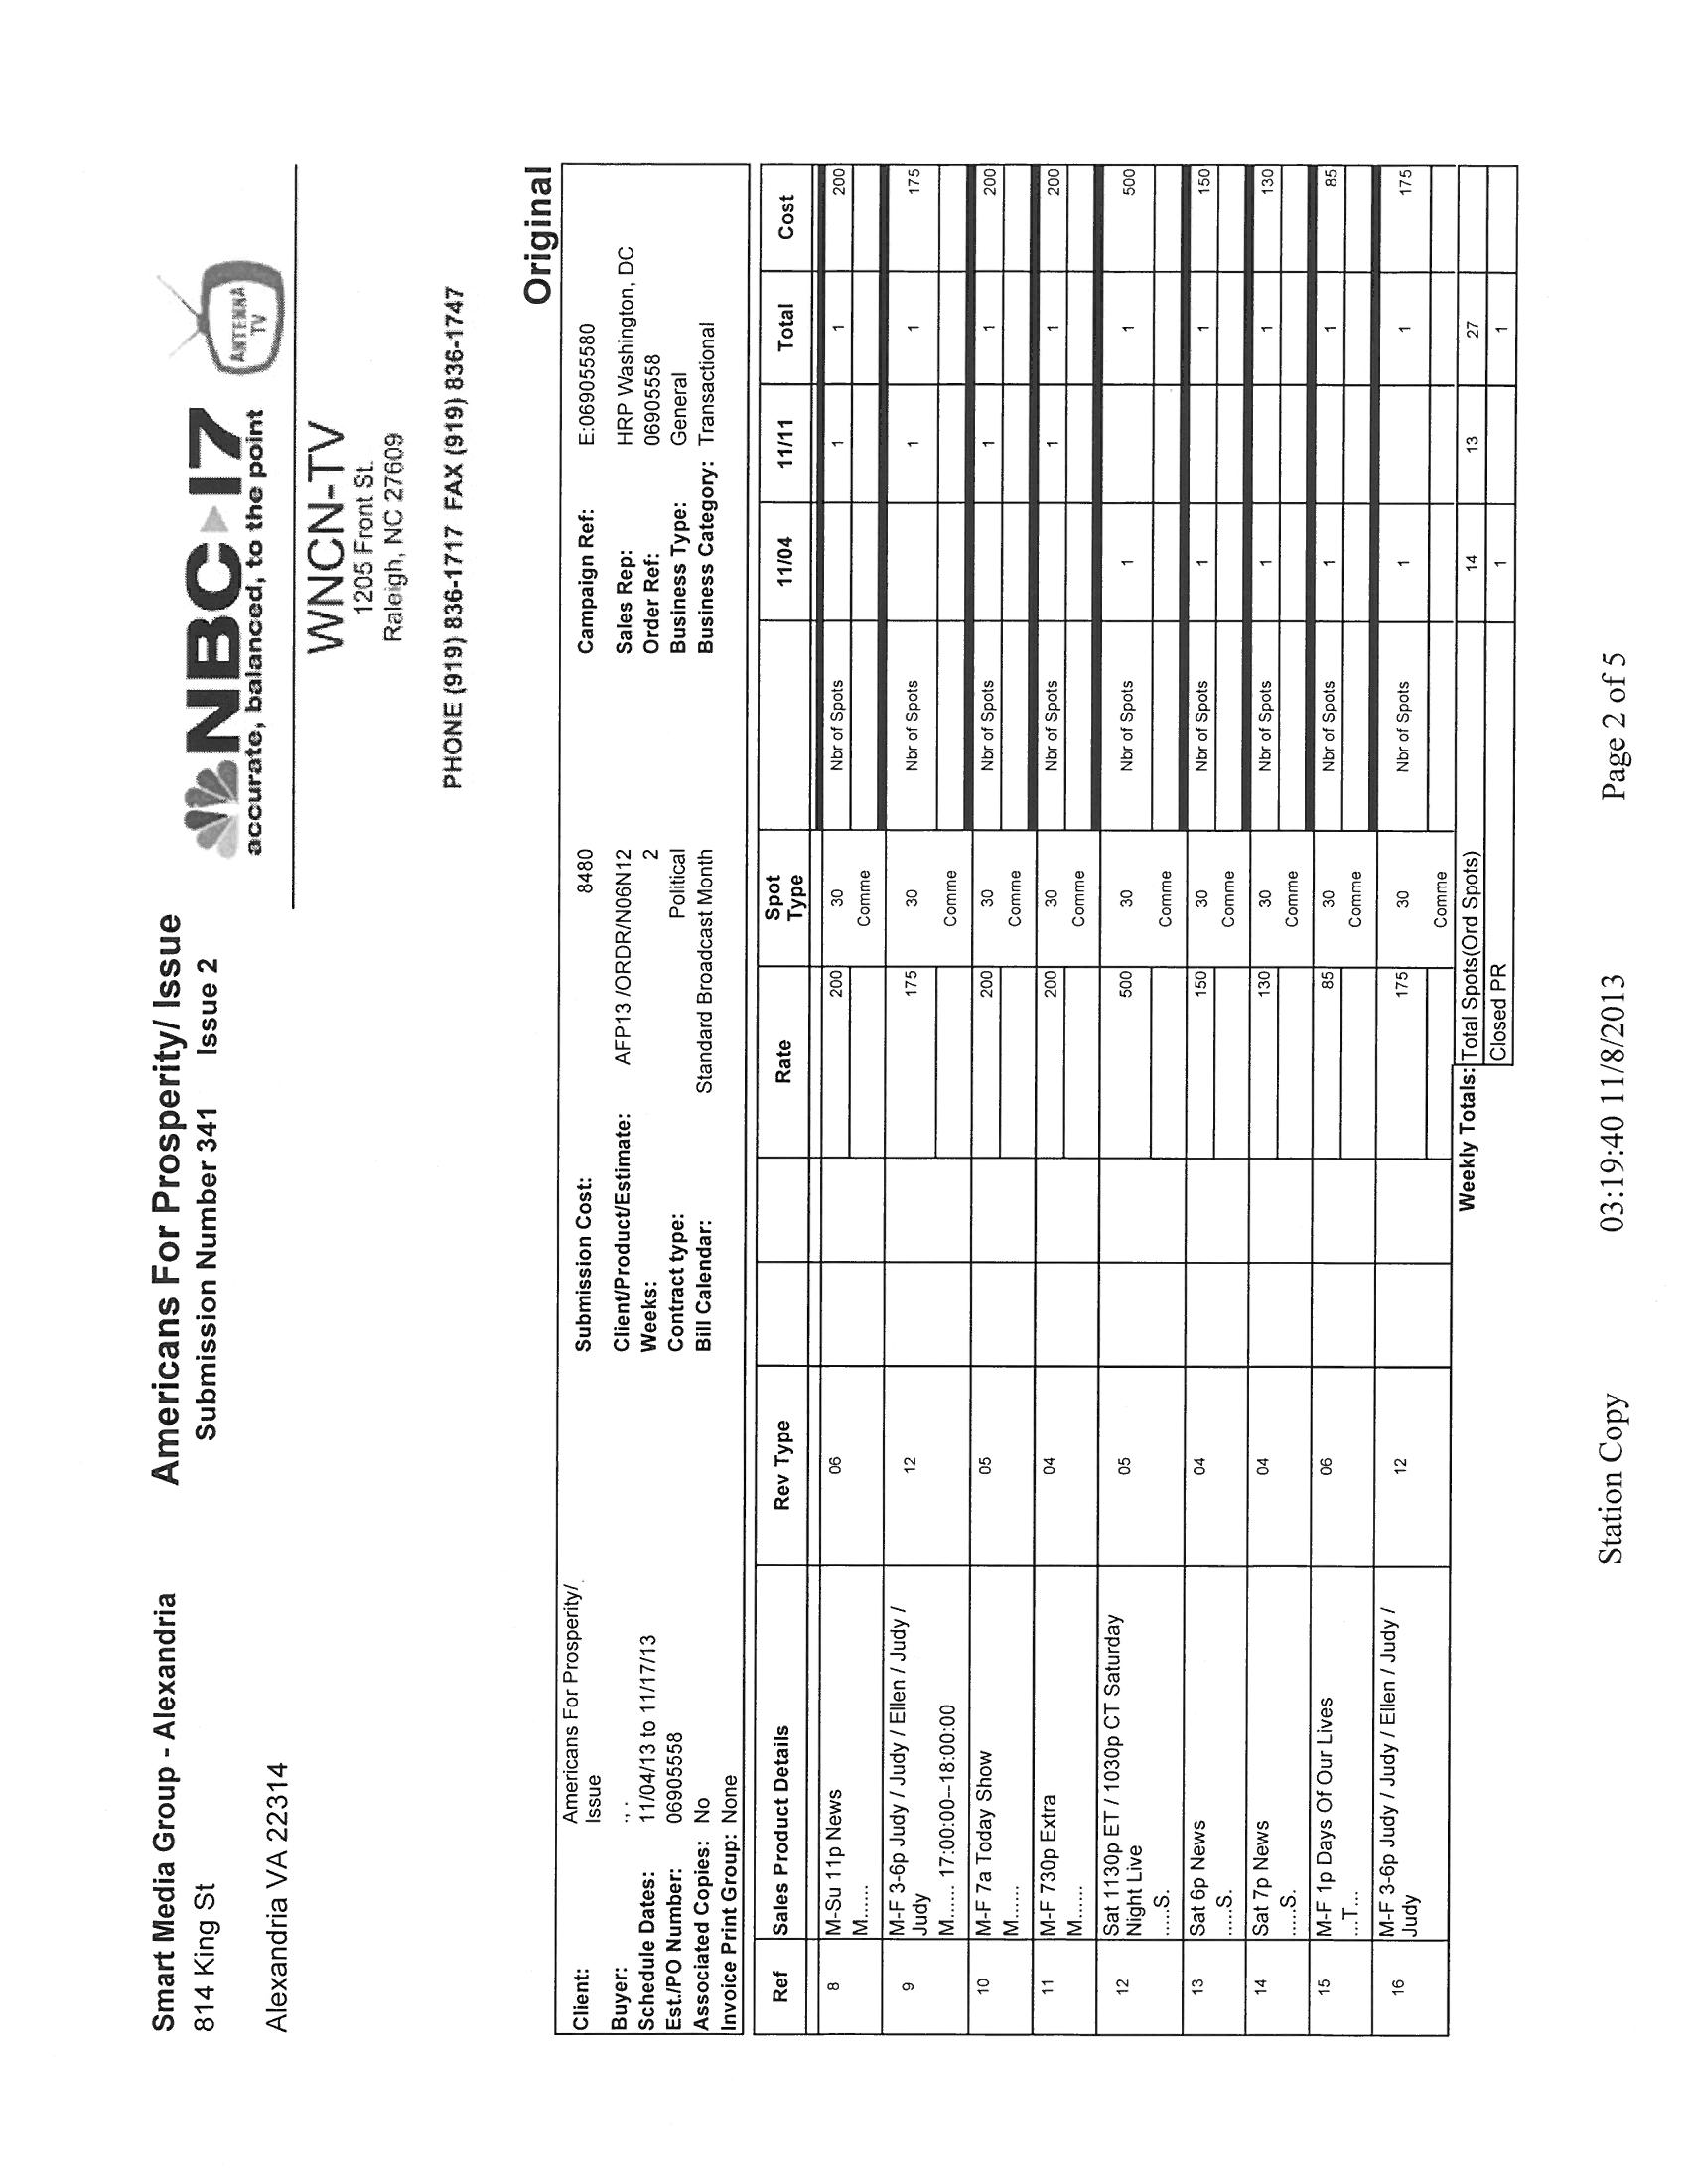 Smart Media Group - Alexandria
814 King St
Alexandria VA 22314
Americans For Prosperity/ Issue
Submission Number 341 Issue 2
NBC 17
accurate, balanced, to the point
ANTENNA TV
WNCN-TV
1205 Front St.
Raleigh, NC 27609
PHONE (919) 836-1717 FAX (919) 836-1747
Original
Client: Americans For Prosperity/ Issue Submission Cost: 8480 Campaign Ref: E:069055580
Buyer: ., . Client/Product/Estimate: AFP13 /ORDR/N06N12 Sales Rep: HRP Washington, DC
Schedule Dates: 11/04/13 to 11/17/13 Weeks: 2 Order Ref: 06905558
Est./PO Number: 06905558 Contract type: Political Business Type: General
Associated Copies: No Bill Calendar: Standard Broadcast Month Business Category: Transactional
Invoice Print Group: None
Ref Sales Product Details Rev Type Rate Spot Type 11/04 11/11 Total Cost
8 M-Su 11p News 06 200 30 Nbr of Spots 1 1 200
M...... Comme
9 M-F 3-6p Judy / Judy / Ellen / Judy / 12 175 30 Nbr of Spots 1 1 175
Judy
M...... 17:00:00--18:00:00 Comme
10 M-F 7a Today Show 05 200 30 Nbr of Spots 1 1 200
M...... Comme
11 M-F 730p Extra 04 200 30 Nbr of Spots 1 1 200
M...... Comme
12 Sat 1130p ET / 1030p CT Saturday 05 500 30 Nbr of Spots 1 1 500
Night Live
.....S. Comme
13 Sat 6p News 04 150 30 Nbr of Spots 1 1 150
.....S. Comme
14 Sat 7p News 04 130 30 Nbr of Spots 1 1 130
.....S. Comme
15 M-F 1p Days Of Our Lives 06 85 30 Nbr of Spots 1 1 85
...T... Comme
16 M-F 3-6p Judy / Judy / Ellen / Judy / 12 175 30 Nbr of Spots 1 1 175
Judy
Comme
Weekly Totals: Total Spots(Ord Spots) 14 13 27
Closed PR 1 1
Station Copy 03:19:40 11/8/2013 Page 2 of 5